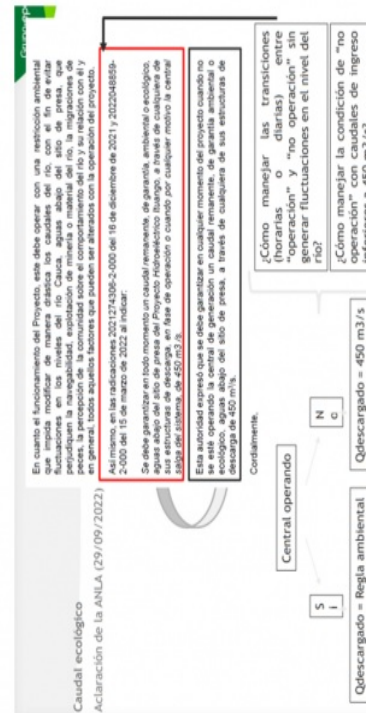 Grupo·epm
Caudal ecológico
Aclaración de la ANLA (29/09/2022)
En cuanto el funcionamiento del Proyecto, este debe operar con una restricción ambiental
que impida modificar de manera drástica los caudales del río, con el fin de evitar
fluctuaciones en los niveles del río Cauca, aguas abajo del sitio de presa, que
perjudiquen la navegabilidad, explotación de minerales o material del río, la migraciones de
peces, la percepción de la comunidad sobre el comportamiento del río y su relación con él y
en general, todos aquellos factores que pueden ser alterados con la operación del proyecto.
Así mismo, en las radicaciones 2021274306-2-000 del 16 de diciembre de 2021 y 2022048859-
2-000 del 15 de marzo de 2022 al indicar:
Se debe garantizar en todo momento un caudal remanente, de garantía, ambiental o ecológico,
aguas abajo del sitio de presa del Proyecto Hidroeléctrico Ituango, a través de cualquiera de
sus estructuras de descarga, en fase de operación o cuando por cualquier motivo la central
salga del sistema, de 450 m3/s.
Esta autoridad expresó que se debe garantizar en cualquier momento del proyecto cuando no
se esté operando la central de generación un caudal remanente, de garantía ambiental o
ecológico, aguas abajo del sitio de presa, a través de cualquiera de sus estructuras de
descarga de 450 m³/s.
Cordialmente,
Central operando
S
i
N
o
Qdescargado = Regla ambiental
Qdescargado = 450 m3/s
¿Cómo manejar las transiciones
(horarias o diarias) entre
"operación" y "no operación" sin
generar fluctuaciones en el nivel del
río?
¿Cómo manejar la condición de "no
operación" con caudales de ingreso